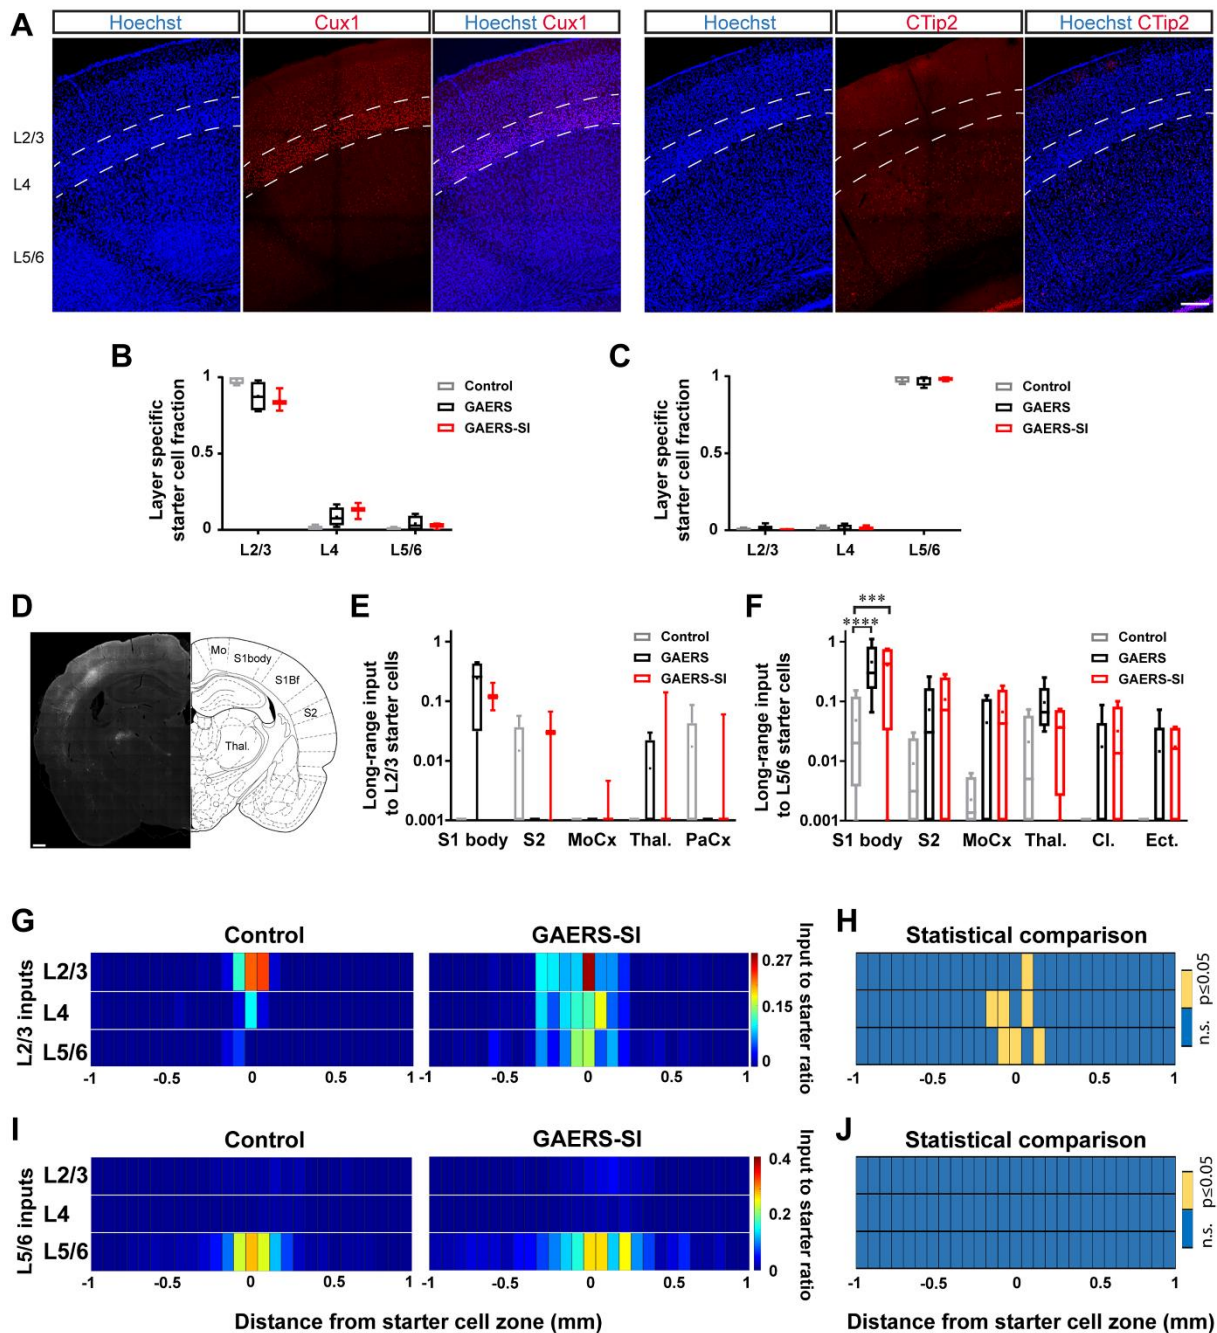 A
Hoechst Cux1 Hoechst Cux1 Hoechst CTip2 Hoechst CTip2
L2/3
L4
L5/6
B
Layer specific
starter cell fraction
1
0.5
0
L2/3 L4 L5/6
Control
GAERS
GAERS-SI
C
Layer specific
starter cell fraction
1
0.5
0
L2/3 L4 L5/6
Control
GAERS
GAERS-SI
D
Mo
S1body
S1Bf
S2
Thal.
E
Long-range input
to L2/3 starter cells
1
0.1
0.01
0.001
S1 body S2 MoCx Thal. PaCx
Control
GAERS
GAERS-SI
F
Long-range input
to L5/6 starter cells
***
****
1
0.1
0.01
0.001
S1 body S2 MoCx Thal. Cl. Ect.
Control
GAERS
GAERS-SI
G
Control GAERS-SI
L2/3 inputs
L2/3
L4
L5/6
-1 -0.5 0 0.5 1
-1 -0.5 0 0.5 1
0.27
0.15
0
Input to starter ratio
H
Statistical comparison
-1 -0.5 0 0.5 1
n.s. p≤0.05
I
Control GAERS-SI
L5/6 inputs
L2/3
L4
L5/6
-1 -0.5 0 0.5 1
-1 -0.5 0 0.5 1
0.4
0.2
0
Input to starter ratio
J
Statistical comparison
-1 -0.5 0 0.5 1
n.s. p≤0.05
Distance from starter cell zone (mm) Distance from starter cell zone (mm)